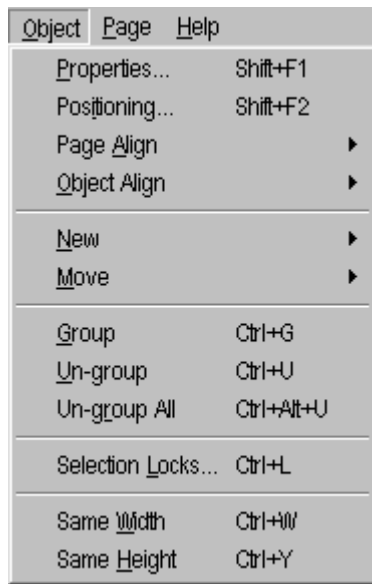 Object Page Help
Properties... Shift+F1
Positioning... Shift+F2
Page Align
Object Align
New
Move
Group Ctrl+G
Un-group Ctrl+U
Un-group All Ctrl+Alt+U
Selection Locks... Ctrl+L
Same Width Ctrl+W
Same Height Ctrl+Y